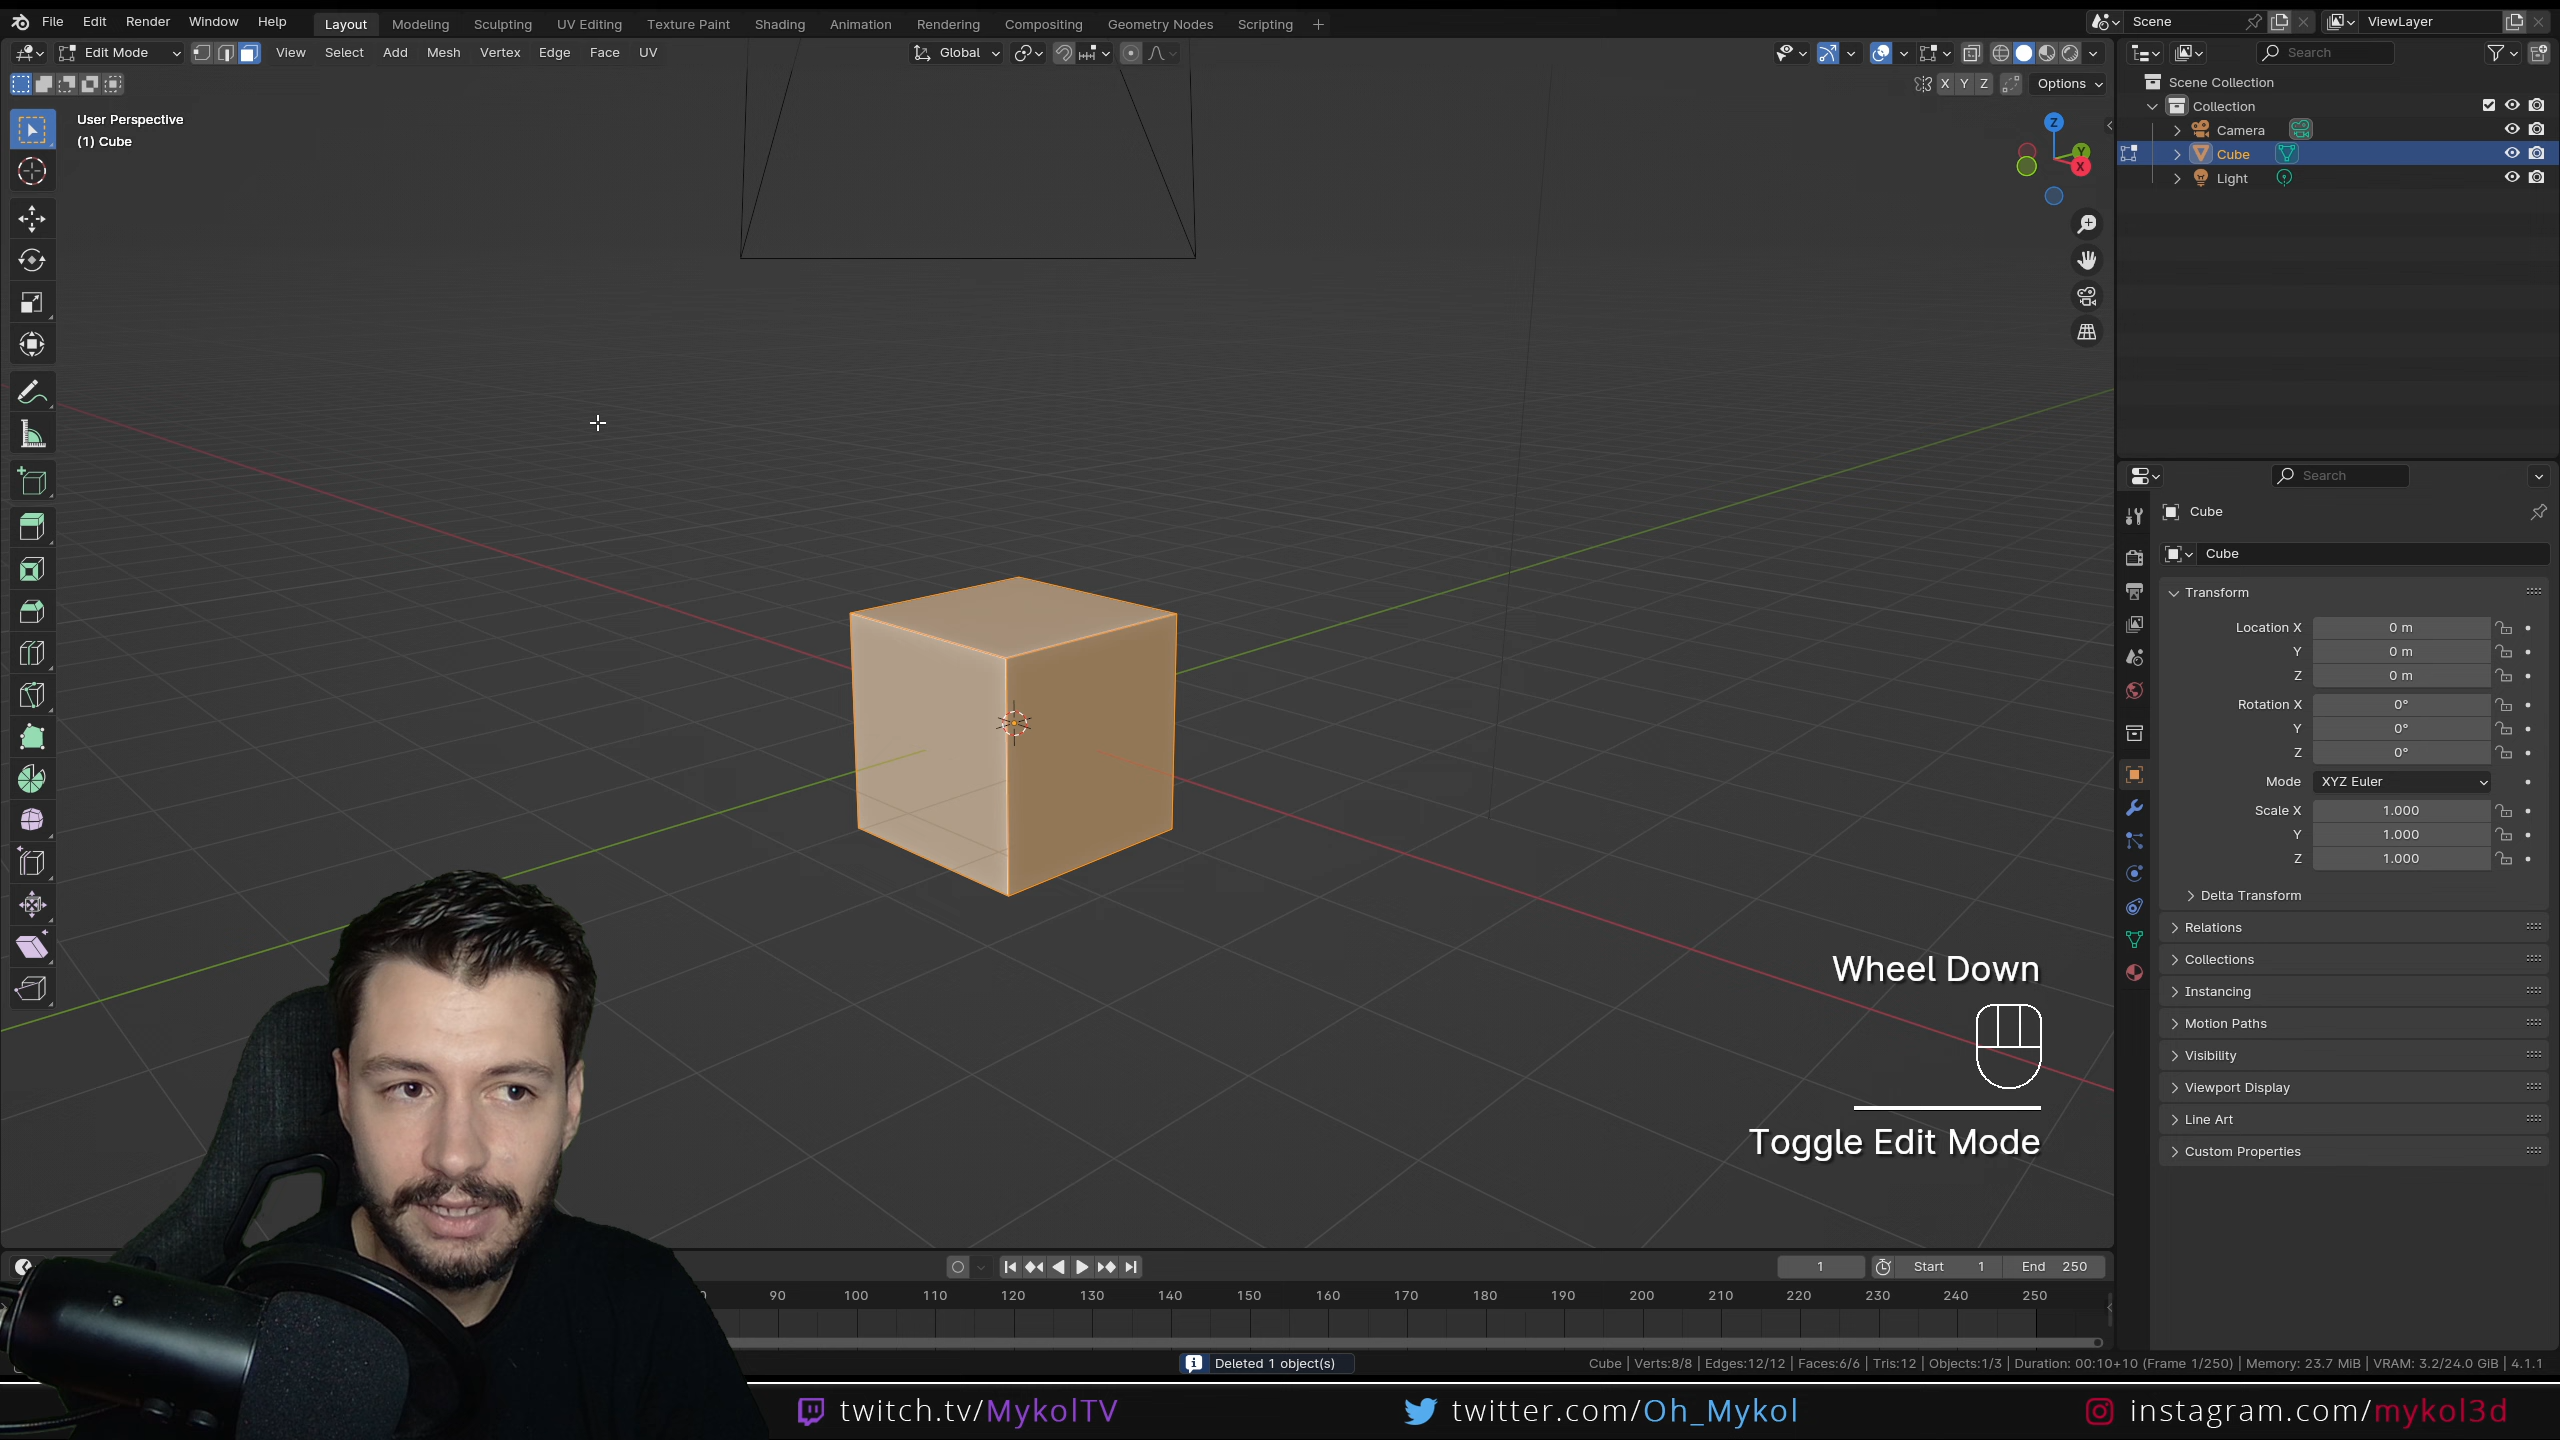 File Edit Render Window Help Layout Modeling Sculpting UV Editing Texture Paint Shading Animation Rendering Compositing Geometry Nodes Scripting + Scene ViewLayer
Edit Mode View Select Add Mesh Vertex Edge Face UV Global Search
X Y Z Options
User Perspective
(1) Cube
Z
Y
X
Scene Collection
Collection
Camera
Cube
Light
Search
Cube
Cube
Transform
Location X 0 m
Y 0 m
Z 0 m
Rotation X 0°
Y 0°
Z 0°
Mode XYZ Euler
Scale X 1.000
Y 1.000
Z 1.000
Delta Transform
Relations
Collections
Instancing
Motion Paths
Visibility
Viewport Display
Line Art
Custom Properties
Wheel Down
Toggle Edit Mode
1 Start 1 End 250
90 100 110 120 130 140 150 160 170 180 190 200 210 220 230 240 250
Deleted 1 object(s)
Cube | Verts:8/8 | Edges:12/12 | Faces:6/6 | Tris:12 | Objects:1/3 | Duration: 00:10+10 (Frame 1/250) | Memory: 23.7 MiB | VRAM: 3.2/24.0 GiB | 4.1.1
twitch.tv/MykolTV twitter.com/Oh_Mykol instagram.com/mykol3d